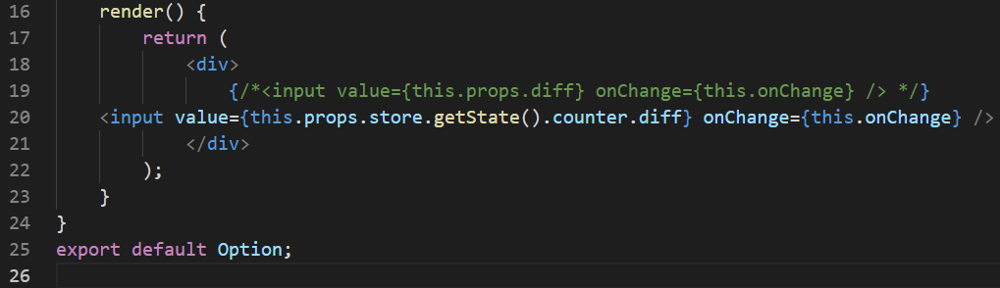 16 render() {
17 return (
18 <div>
19 {/*<input value={this.props.diff} onChange={this.onChange} /> */}
20 <input value={this.props.store.getState().counter.diff} onChange={this.onChange} />
21 </div>
22 );
23 }
24 }
25 export default Option;
26